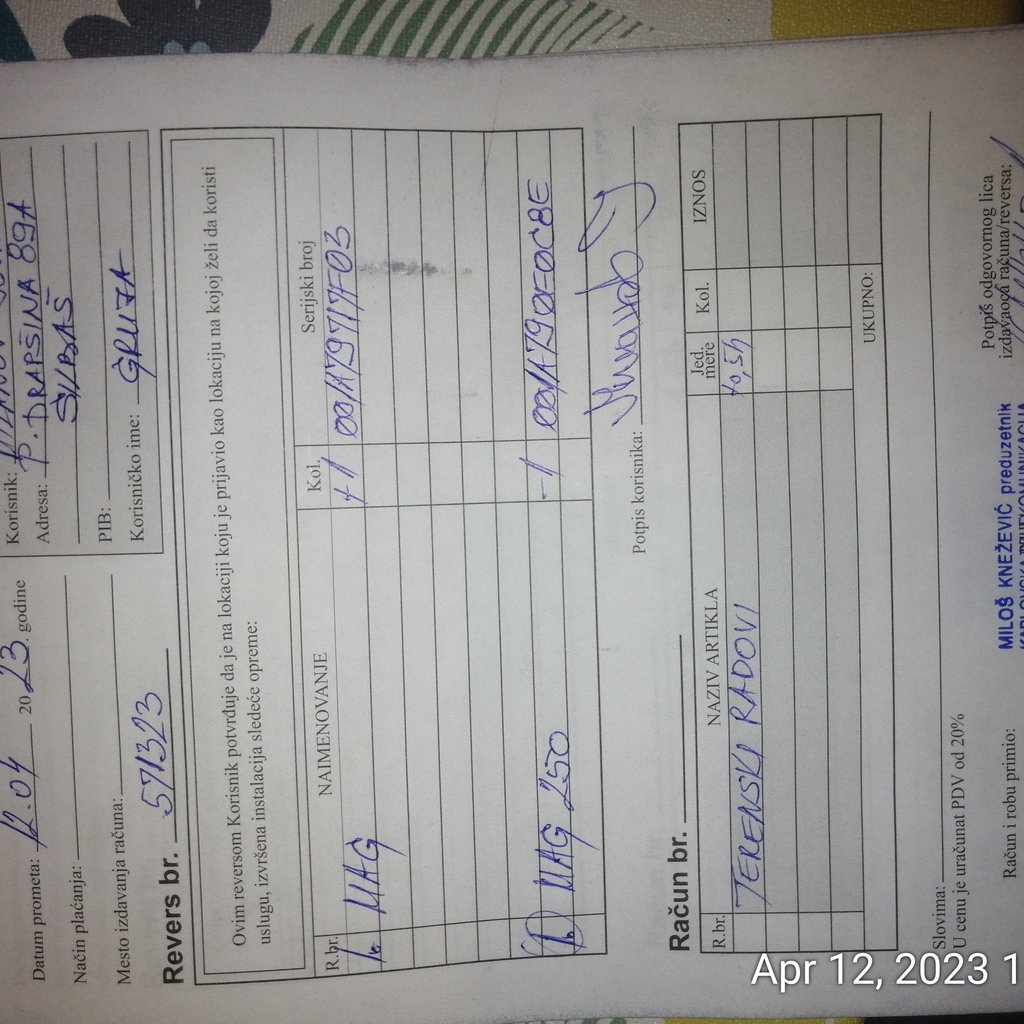 Datum prometa: 12.04 2023. godine
Način plaćanja:
Mesto izdavanja računa:
Korisnik:
Adresa: P. DRAPŠINA 89A
SILBAŠ
PIB:
Korisničko ime: GRUJA
Revers br. 571323
Ovim reversom Korisnik potvrđuje da je na lokaciji koju je prijavio kao lokaciju na kojoj želi da koristi
uslugu, izvršena instalacija sledeće opreme:
R.br. NAIMENOVANJE Kol. Serijski broj
1. MAG +1
1. MAG 250 -1
Potpis korisnika:
Račun br.
R.br. NAZIV ARTIKLA Jed. mere Kol. IZNOS
TERENSKI RADOVI
UKUPNO:
Slovima:
U cenu je uračunat PDV od 20%
Račun i robu primio:
Potpis odgovornog lica
izdavaoca računa/reversa:
MILOŠ KNEŽEVIĆ preduzetnik
Apr 12, 2023 1